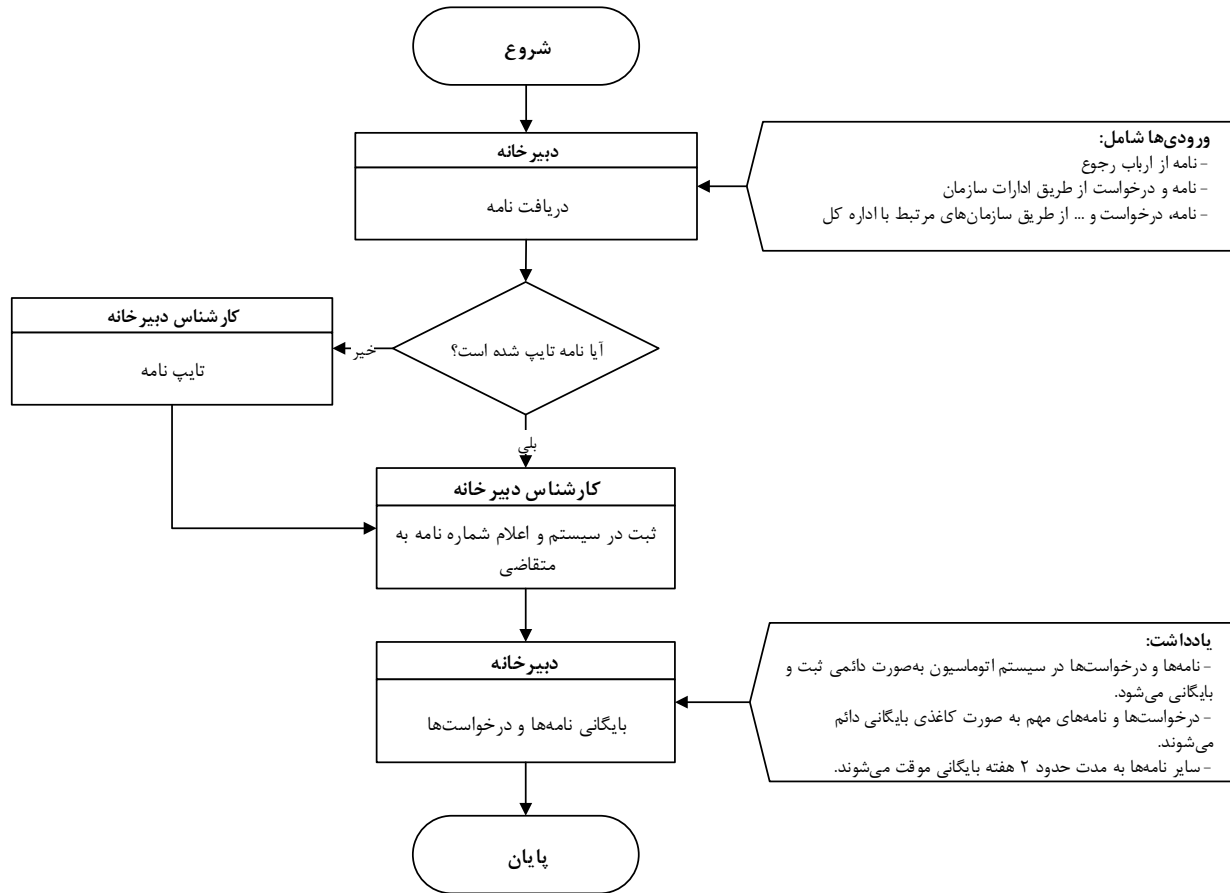 شروع
دبیرخانه
دریافت نامه
ورودی‌ها شامل:
- نامه از ارباب رجوع
- نامه و درخواست از طریق ادارات سازمان
- نامه، درخواست و ... از طریق سازمان‌های مرتبط با اداره کل
آیا نامه تایپ شده است؟
خیر
کارشناس دبیرخانه
تایپ نامه
بلی
کارشناس دبیرخانه
ثبت در سیستم و اعلام شماره نامه به
متقاضی
دبیرخانه
بایگانی نامه‌ها و درخواست‌ها
یادداشت:
- نامه‌ها و درخواست‌ها در سیستم اتوماسیون به‌صورت دائمی ثبت و
بایگانی می‌شود.
- درخواست‌ها و نامه‌های مهم به صورت کاغذی بایگانی دائم
می‌شوند.
- سایر نامه‌ها به مدت حدود ۲ هفته بایگانی موقت می‌شوند.
پایان